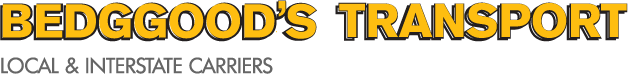 BEDGGOOD'S TRANSPORT
LOCAL & INTERSTATE CARRIERS